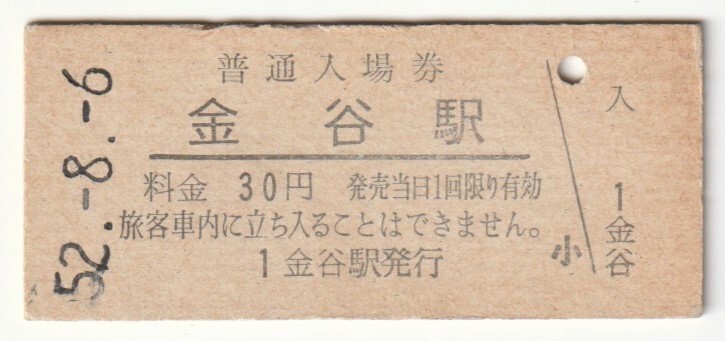 52.-8.-6
普通入場券
金谷駅
料金 30円 発売当日1回限り有効
旅客車内に立ち入ることはできません。
1 金谷駅発行
小
入
1
金谷